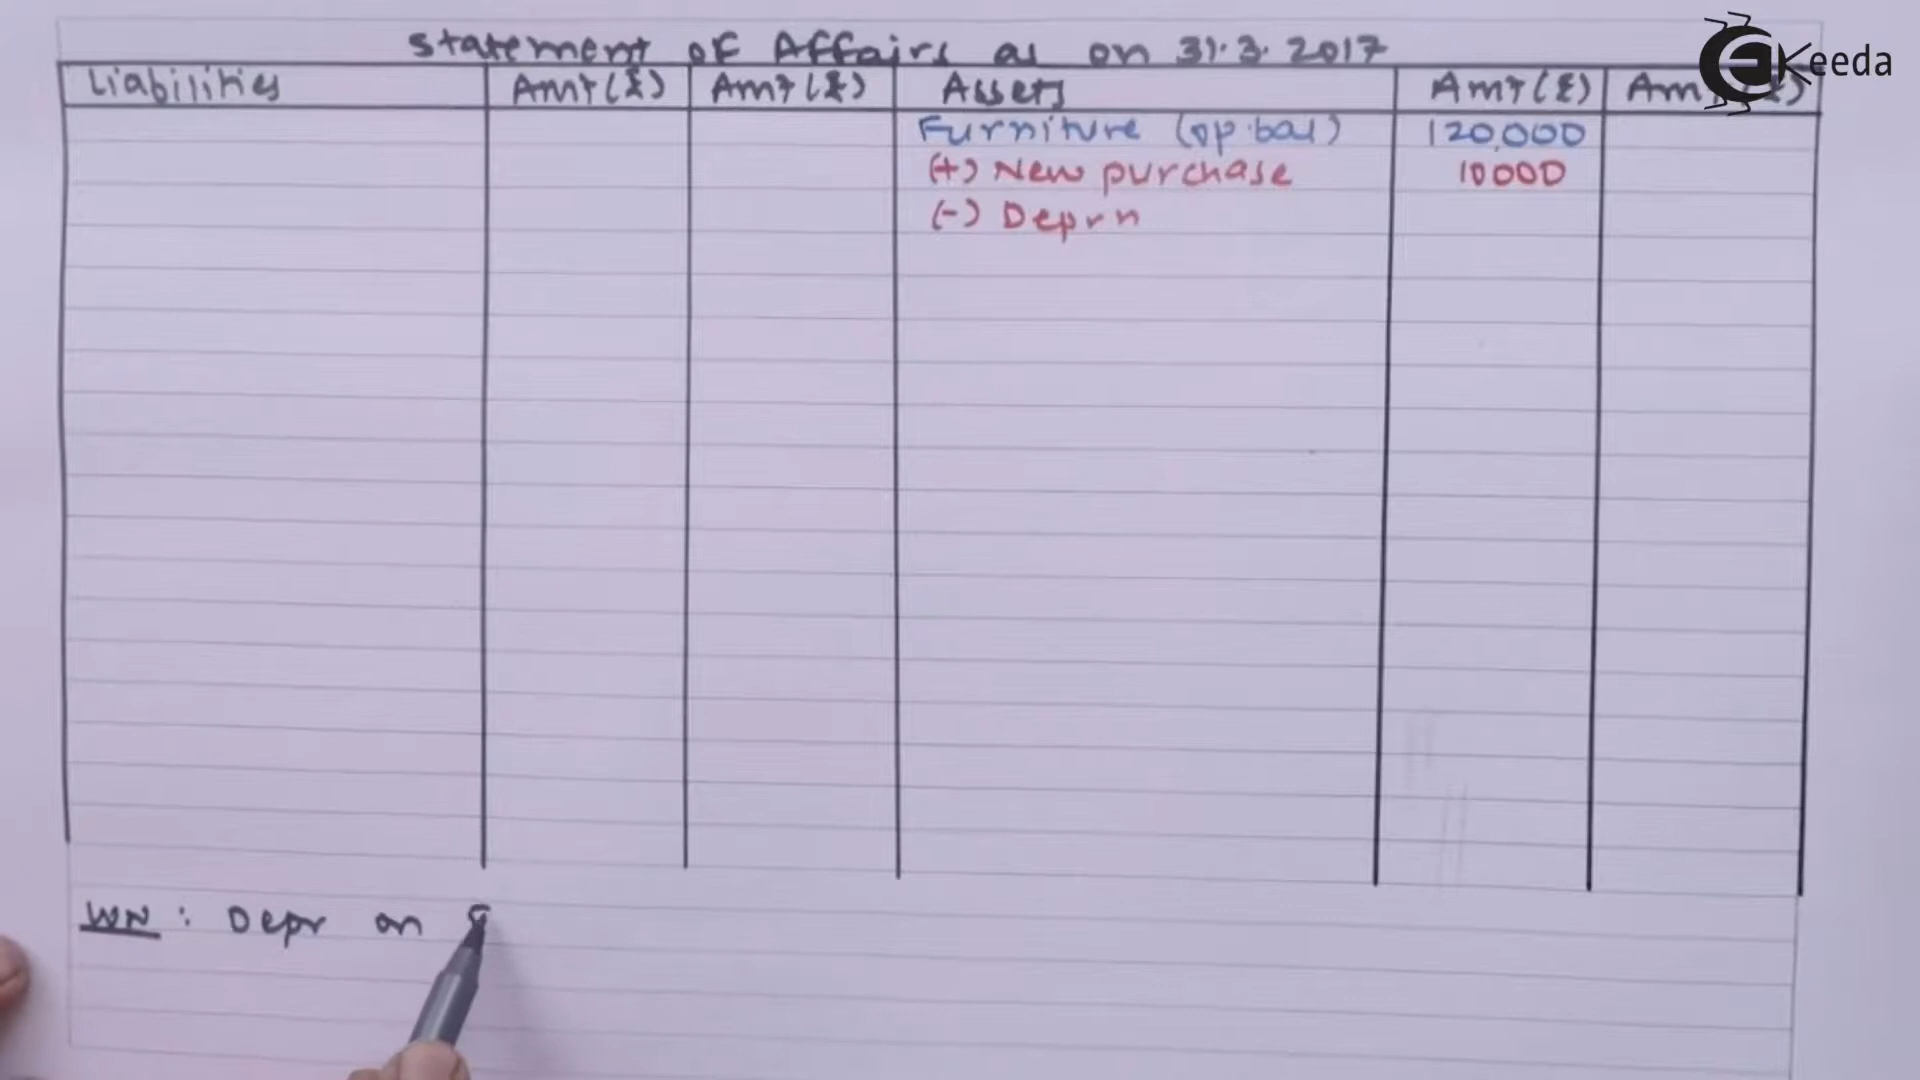 Statement of Affairs as on 31.3.2017
Liabilities Amt (₹) Amt (₹) Assets Amt (₹) Amt (₹)
Furniture (op.bal) 120,000
(+) New purchase 10000
(-) Deprn
WN : Depr on
Keeda